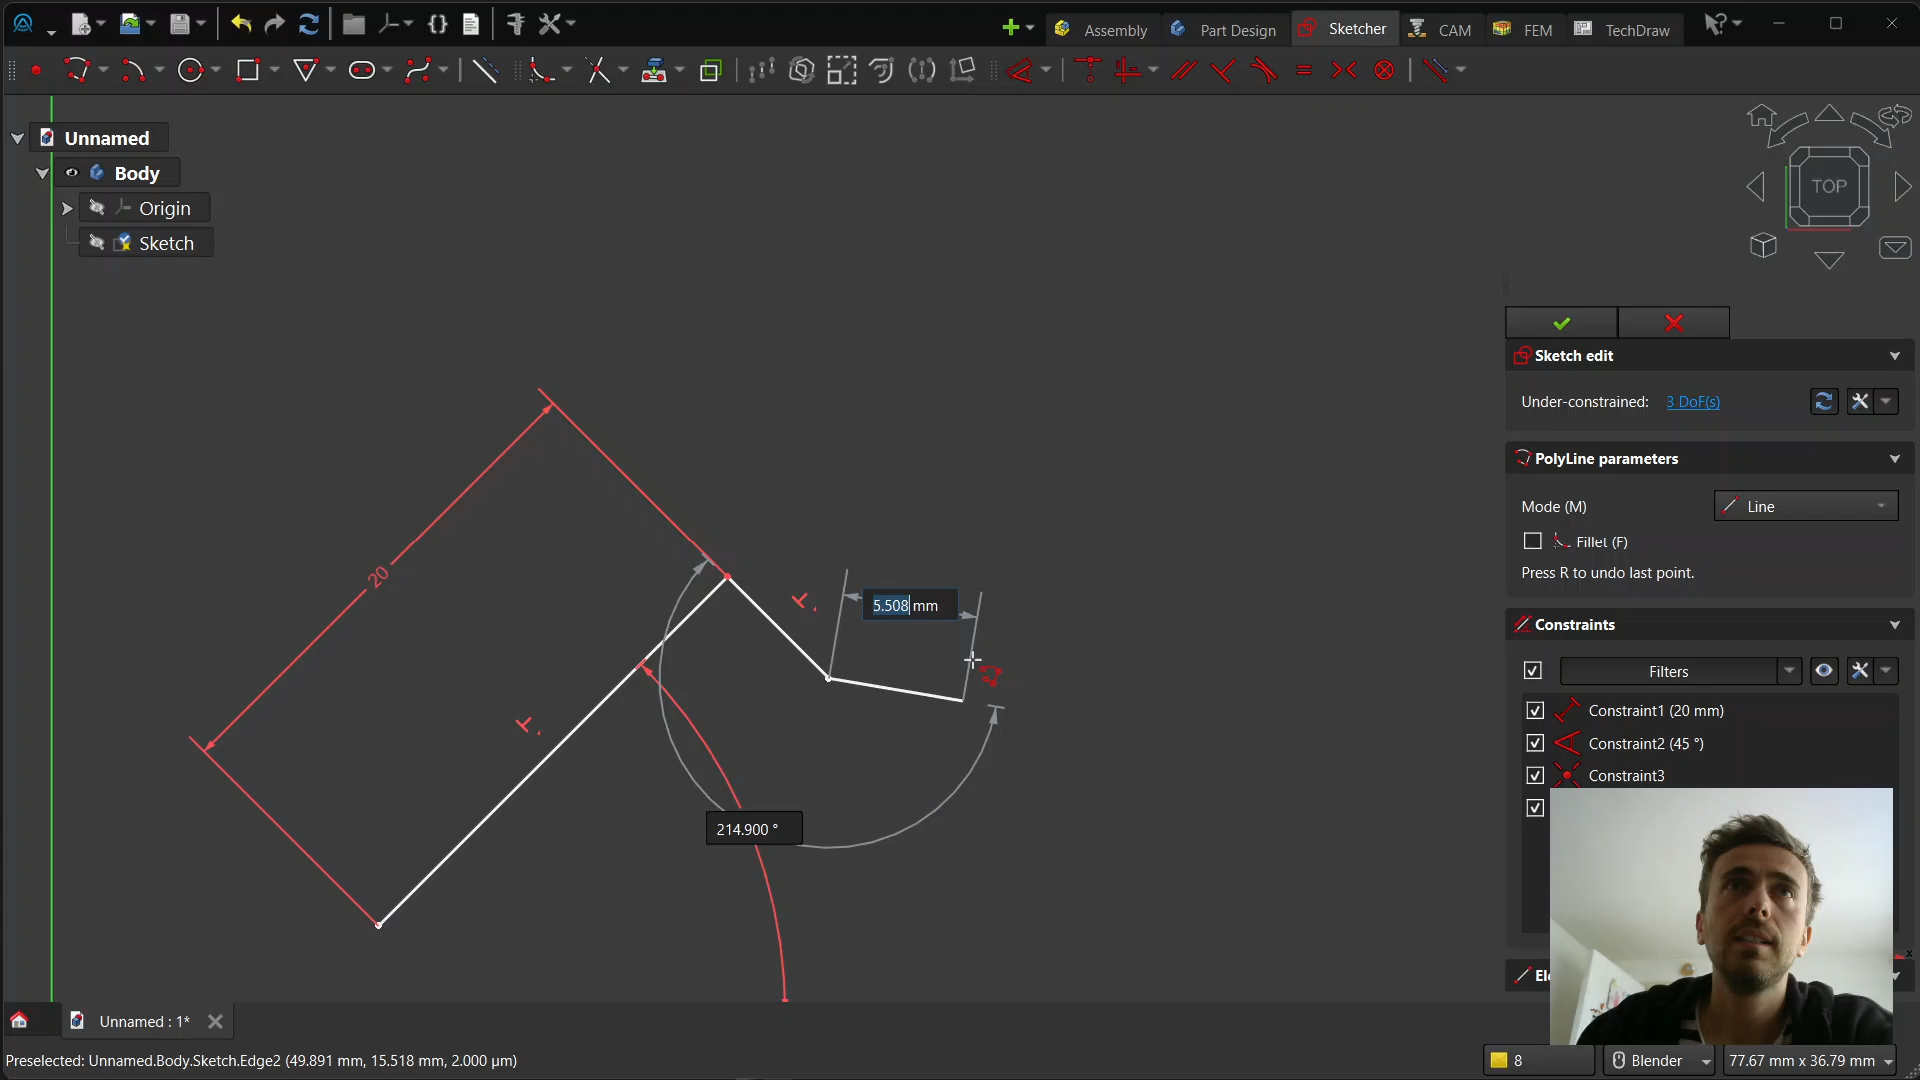 Assembly
Part Design
Sketcher
CAM
FEM
TechDraw
Unnamed
Body
Origin
Sketch
TOP
Sketch edit
Under-constrained: 3 DoF(s)
PolyLine parameters
Mode (M) Line
Fillet (F)
Press R to undo last point.
Constraints
Filters
Constraint1 (20 mm)
Constraint2 (45 °)
Constraint3
20
5.508 mm
214.900 °
Unnamed : 1*
Preselected: Unnamed.Body.Sketch.Edge2 (49.891 mm, 15.518 mm, 2.000 µm)
8
Blender
77.67 mm x 36.79 mm